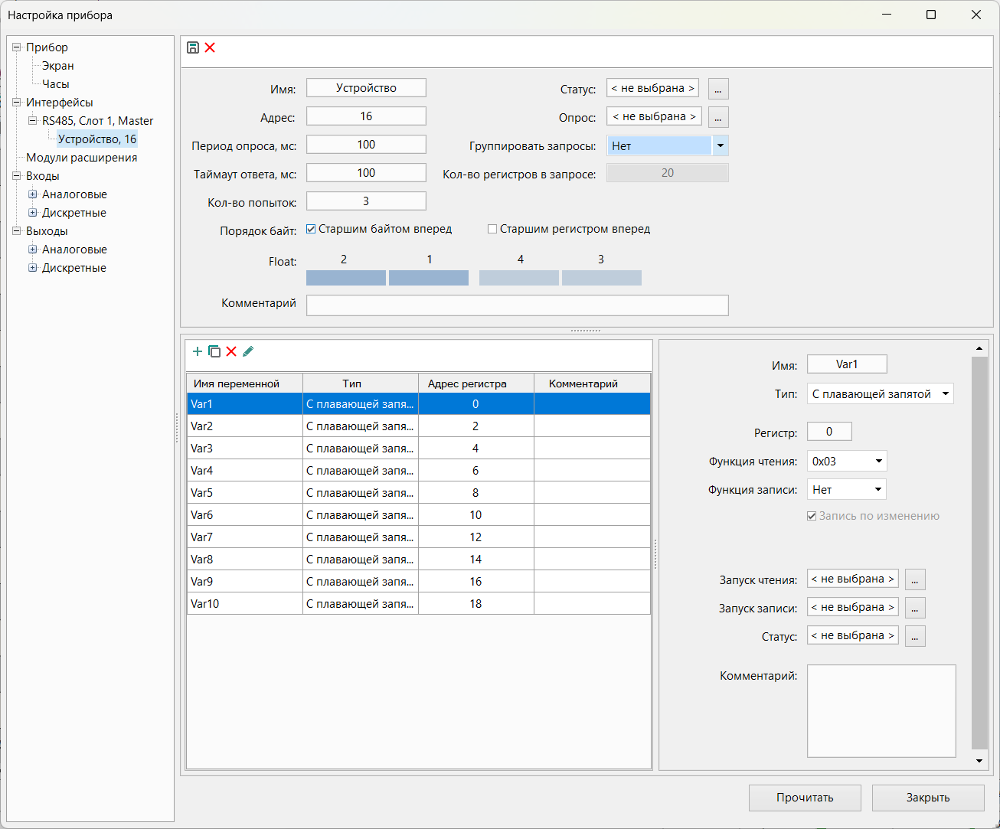 Настройка прибора
Прибор
Экран
Часы
Интерфейсы
RS485, Слот 1, Master
Устройство, 16
Модули расширения
Входы
Аналоговые
Дискретные
Выходы
Аналоговые
Дискретные
Имя: Устройство Статус: < не выбрана > ...
Адрес: 16 Опрос: < не выбрана > ...
Период опроса, мс: 100 Группировать запросы: Нет
Таймаут ответа, мс: 100 Кол-во регистров в запросе: 20
Кол-во попыток: 3
Порядок байт: Старшим байтом вперед Старшим регистром вперед
Float: 2 1 4 3
Комментарий
Имя переменной Тип Адрес регистра Комментарий
Var1 С плавающей запя... 0
Var2 С плавающей запя... 2
Var3 С плавающей запя... 4
Var4 С плавающей запя... 6
Var5 С плавающей запя... 8
Var6 С плавающей запя... 10
Var7 С плавающей запя... 12
Var8 С плавающей запя... 14
Var9 С плавающей запя... 16
Var10 С плавающей запя... 18
Имя: Var1
Тип: С плавающей запятой
Регистр: 0
Функция чтения: 0x03
Функция записи: Нет
Запись по изменению
Запуск чтения: < не выбрана > ...
Запуск записи: < не выбрана > ...
Статус: < не выбрана > ...
Комментарий:
Прочитать Закрыть